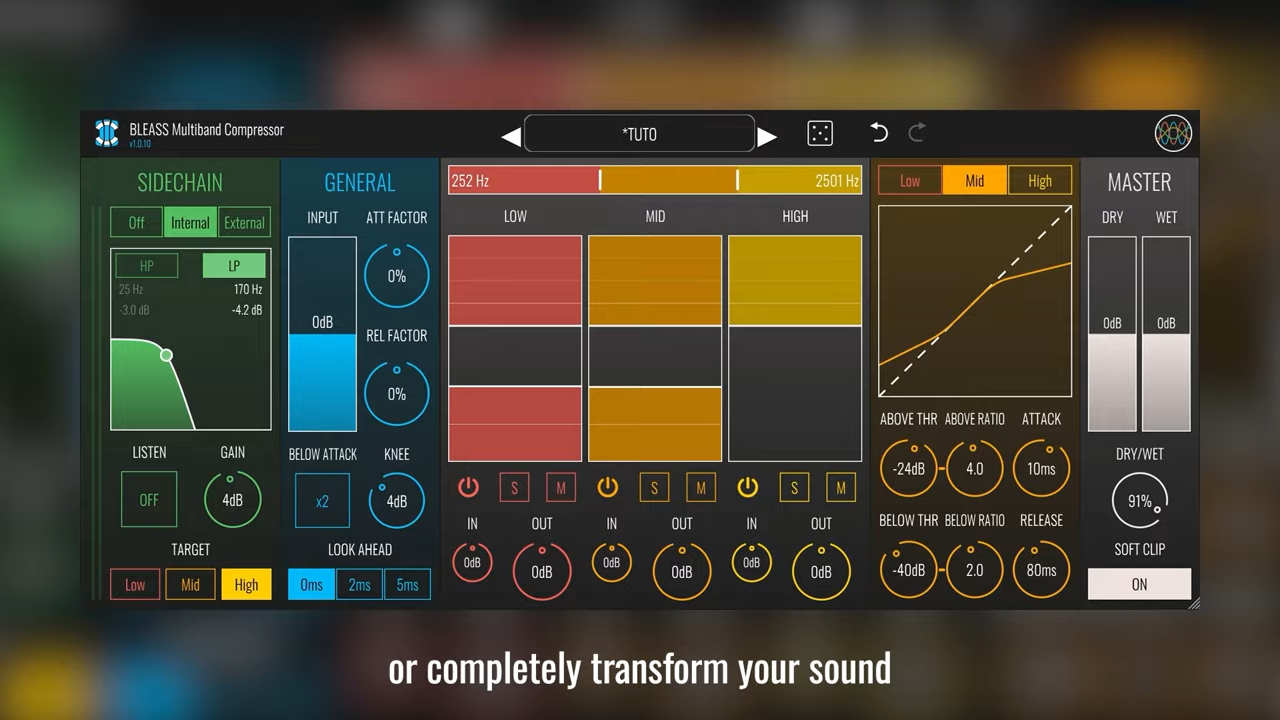 BLEASS Multiband Compressor
v1.0.10
*TUTO
SIDECHAIN
Off Internal External
HP LP
25 Hz 170 Hz
-3.0 dB -4.2 dB
LISTEN GAIN
OFF 4dB
TARGET
Low Mid High
GENERAL
INPUT ATT FACTOR
0%
0dB
REL FACTOR
0%
BELOW ATTACK KNEE
x2 4dB
LOOK AHEAD
0ms 2ms 5ms
252 Hz 2501 Hz
LOW MID HIGH
S M S M S M
IN OUT IN OUT IN OUT
0dB 0dB 0dB 0dB 0dB 0dB
Low Mid High
ABOVE THR ABOVE RATIO ATTACK
-24dB 4.0 10ms
BELOW THR BELOW RATIO RELEASE
-40dB 2.0 80ms
MASTER
DRY WET
0dB 0dB
DRY/WET
91%
SOFT CLIP
ON
or completely transform your sound